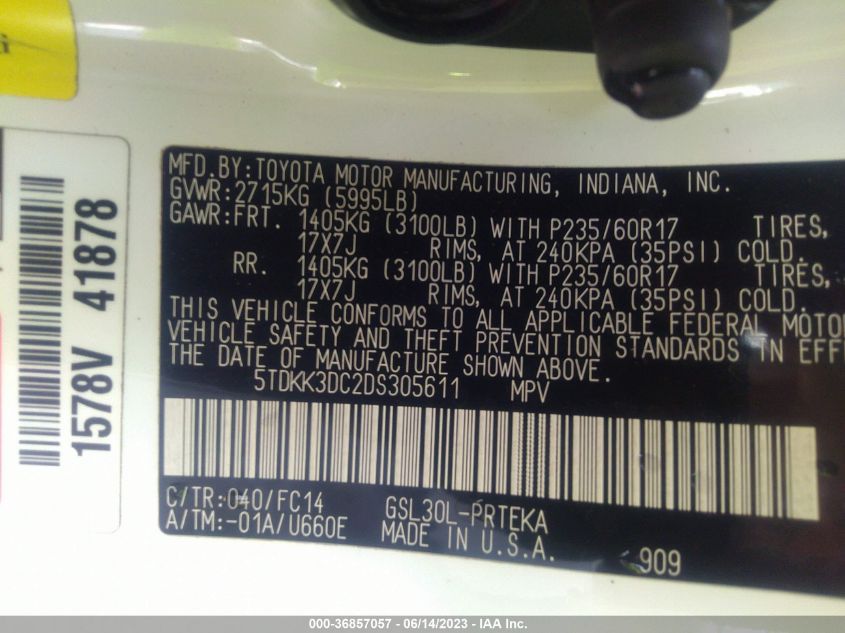 MFD.BY:TOYOTA MOTOR MANUFACTURING, INDIANA, INC.
GVWR:2715KG (5995LB)
GAWR:FRT. 1405KG (3100LB) WITH P235/60R17 TIRES,
17X7J RIMS, AT 240KPA (35PSI) COLD.
RR. 1405KG (3100LB) WITH P235/60R17 TIRES,
17X7J RIMS, AT 240KPA (35PSI) COLD.
THIS VEHICLE CONFORMS TO ALL APPLICABLE FEDERAL MOTO
VEHICLE SAFETY AND THEFT PREVENTION STANDARDS IN EFF
THE DATE OF MANUFACTURE SHOWN ABOVE.
5TDKK3DC2DS305611 MPV
C/TR:040/FC14 GSL30L-PRTEKA
A/TM:-01A/U660E MADE IN U.S.A.
909
1578V 41878
000-36857057 - 06/14/2023 - IAA Inc.